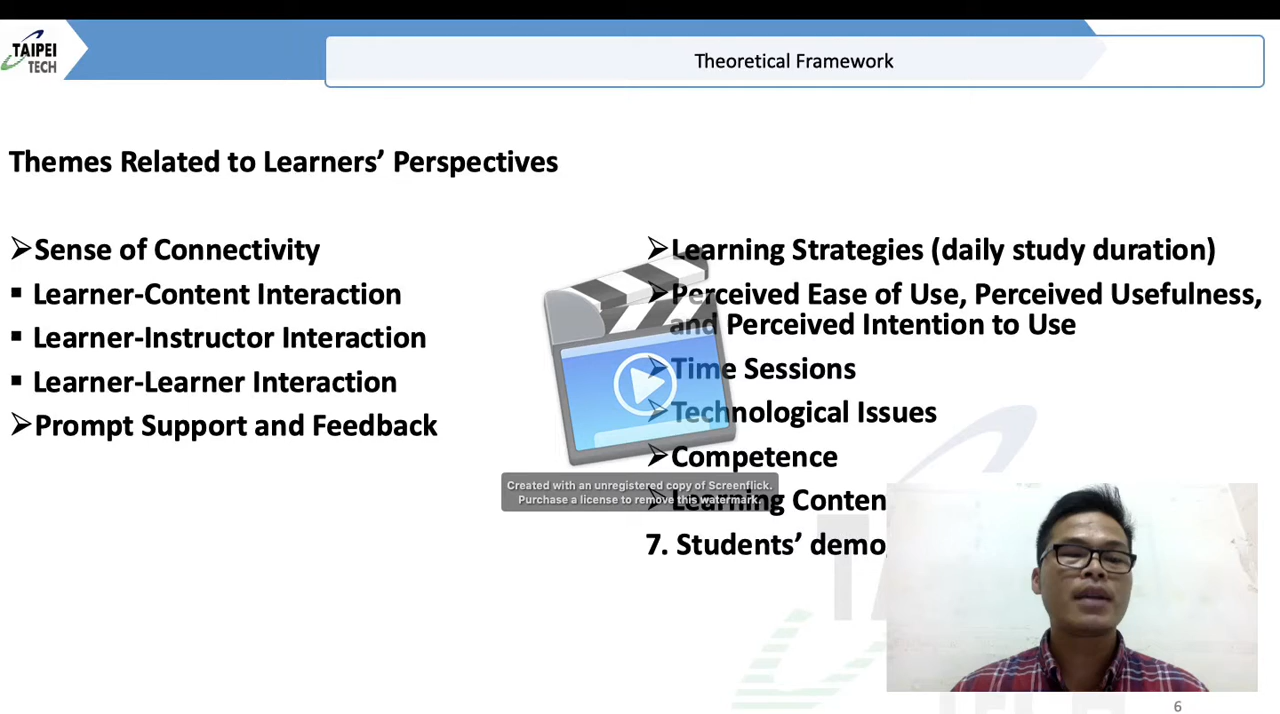 TAIPEI
TECH
Theoretical Framework
Themes Related to Learners’ Perspectives
➢Sense of Connectivity
▪ Learner-Content Interaction
▪ Learner-Instructor Interaction
▪ Learner-Learner Interaction
➢Prompt Support and Feedback
➢Learning Strategies (daily study duration)
➢Perceived Ease of Use, Perceived Usefulness,
and Perceived Intention to Use
➢Time Sessions
➢Technological Issues
➢Competence
➢Learning Conten
7. Students’ demo
Created with an unregistered copy of Screenflick.
Purchase a license to remove this watermark.
6